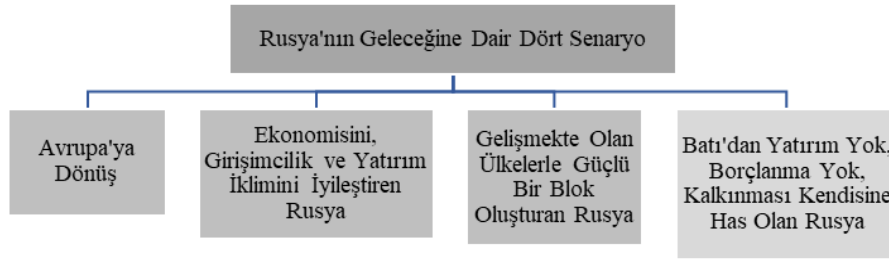 Rusya'nın Geleceğine Dair Dört Senaryo
Avrupa'ya
Dönüş
Ekonomisini,
Girişimcilik ve Yatırım
İklimini İyileştiren
Rusya
Gelişmekte Olan
Ülkelerle Güçlü
Bir Blok
Oluşturan Rusya
Batı'dan Yatırım Yok,
Borçlanma Yok,
Kalkınması Kendisine
Has Olan Rusya